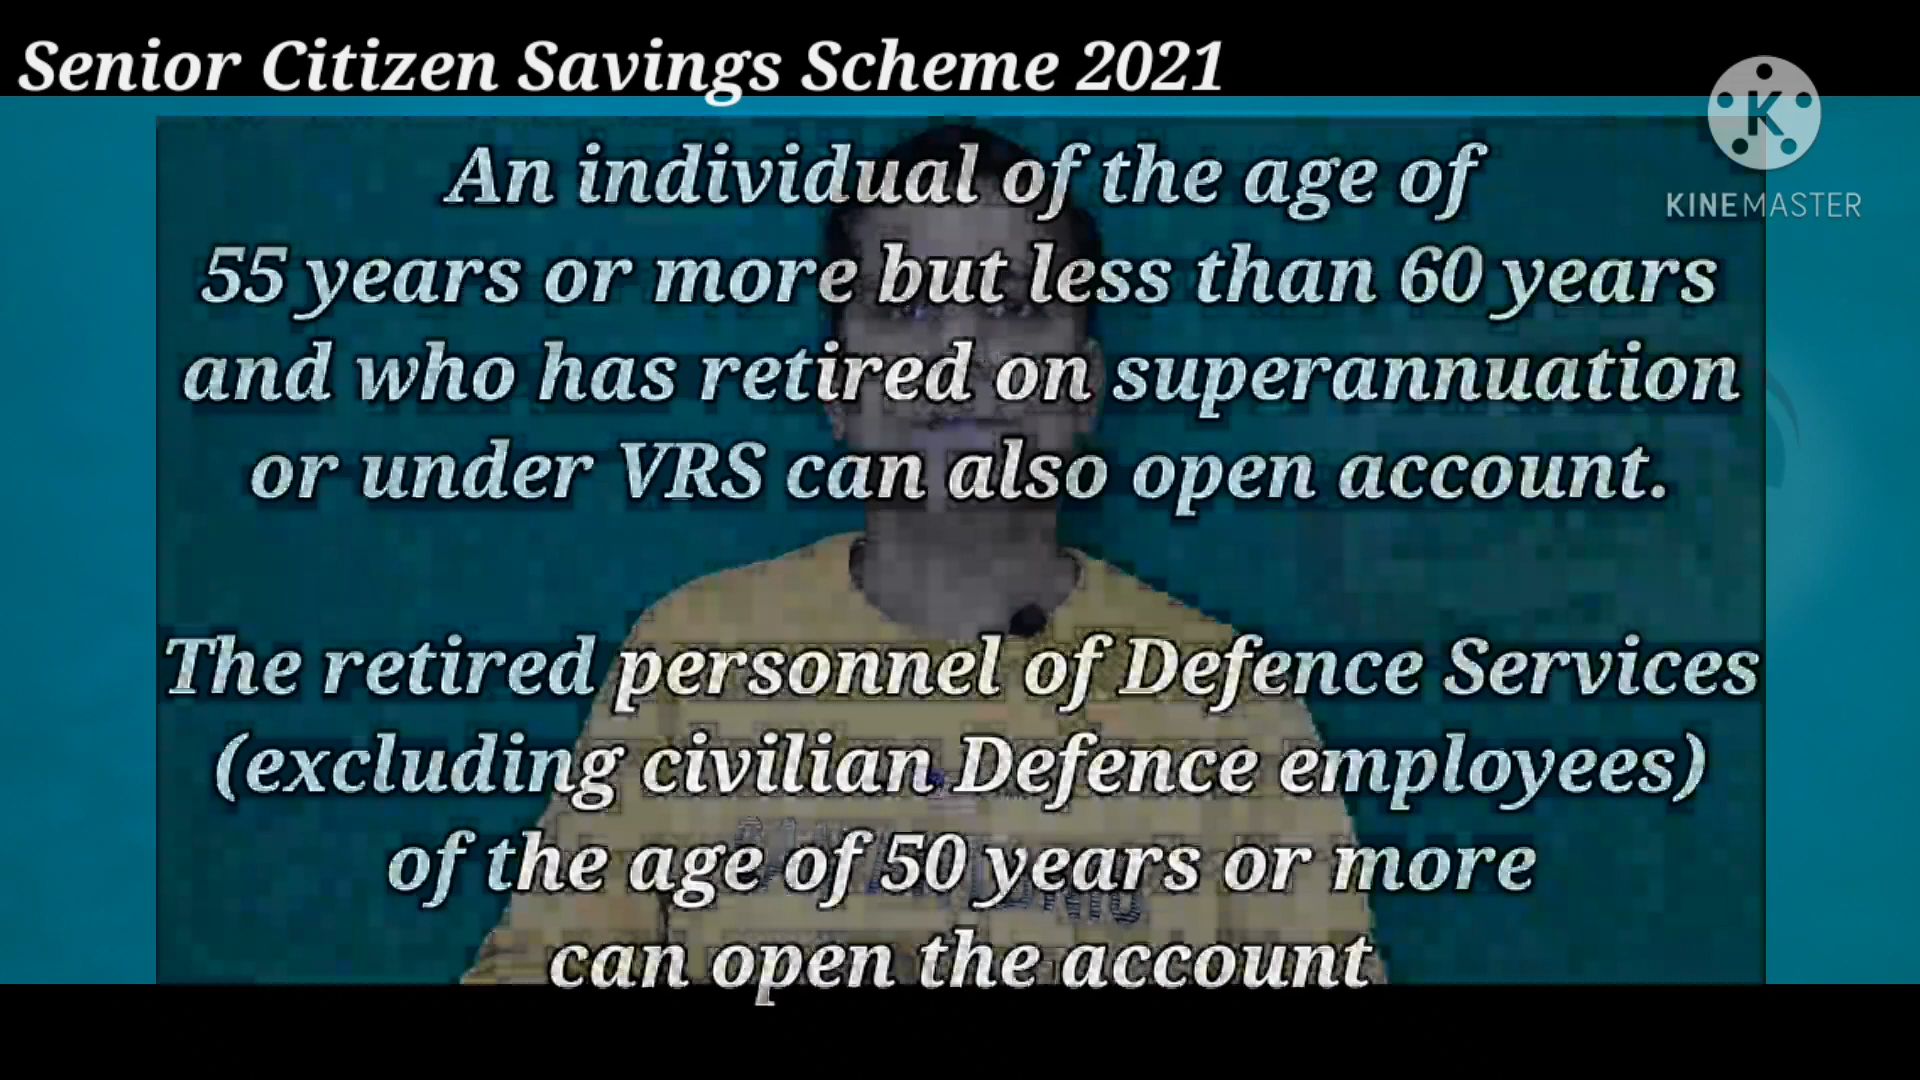 Senior Citizen Savings Scheme 2021
K
KINEMASTER
An individual of the age of
55 years or more but less than 60 years
and who has retired on superannuation
or under VRS can also open account.
The retired personnel of Defence Services
(excluding civilian Defence employees)
of the age of 50 years or more
can open the account